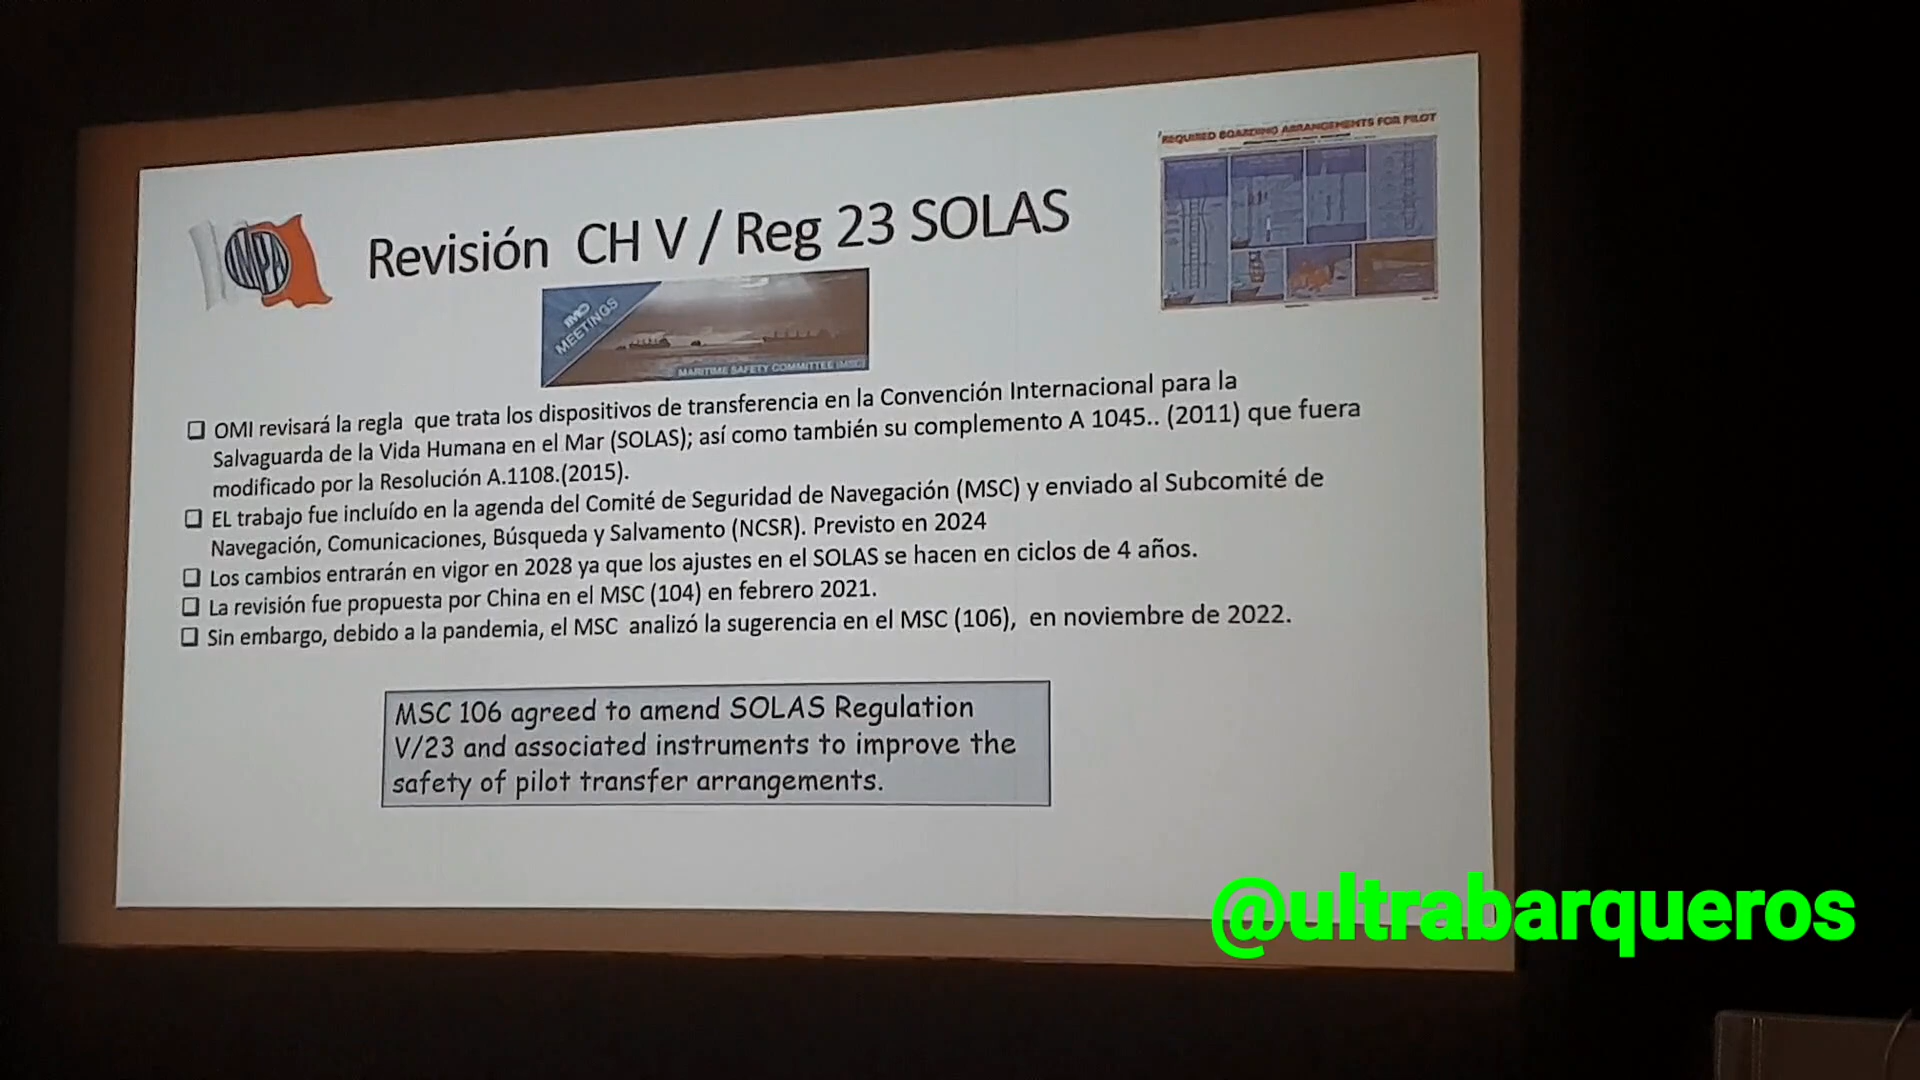 REQUIRED BOARDING ARRANGEMENTS FOR PILOT
IMPA
Revisión CH V / Reg 23 SOLAS
IMO
MEETINGS
MARITIME SAFETY COMMITTEE (MSC)
❑ OMI revisará la regla que trata los dispositivos de transferencia en la Convención Internacional para la
Salvaguarda de la Vida Humana en el Mar (SOLAS); así como también su complemento A 1045.. (2011) que fuera
modificado por la Resolución A.1108.(2015).
❑ EL trabajo fue incluído en la agenda del Comité de Seguridad de Navegación (MSC) y enviado al Subcomité de
Navegación, Comunicaciones, Búsqueda y Salvamento (NCSR). Previsto en 2024
❑ Los cambios entrarán en vigor en 2028 ya que los ajustes en el SOLAS se hacen en ciclos de 4 años.
❑ La revisión fue propuesta por China en el MSC (104) en febrero 2021.
❑ Sin embargo, debido a la pandemia, el MSC analizó la sugerencia en el MSC (106), en noviembre de 2022.
MSC 106 agreed to amend SOLAS Regulation
V/23 and associated instruments to improve the
safety of pilot transfer arrangements.
@ultrabarqueros